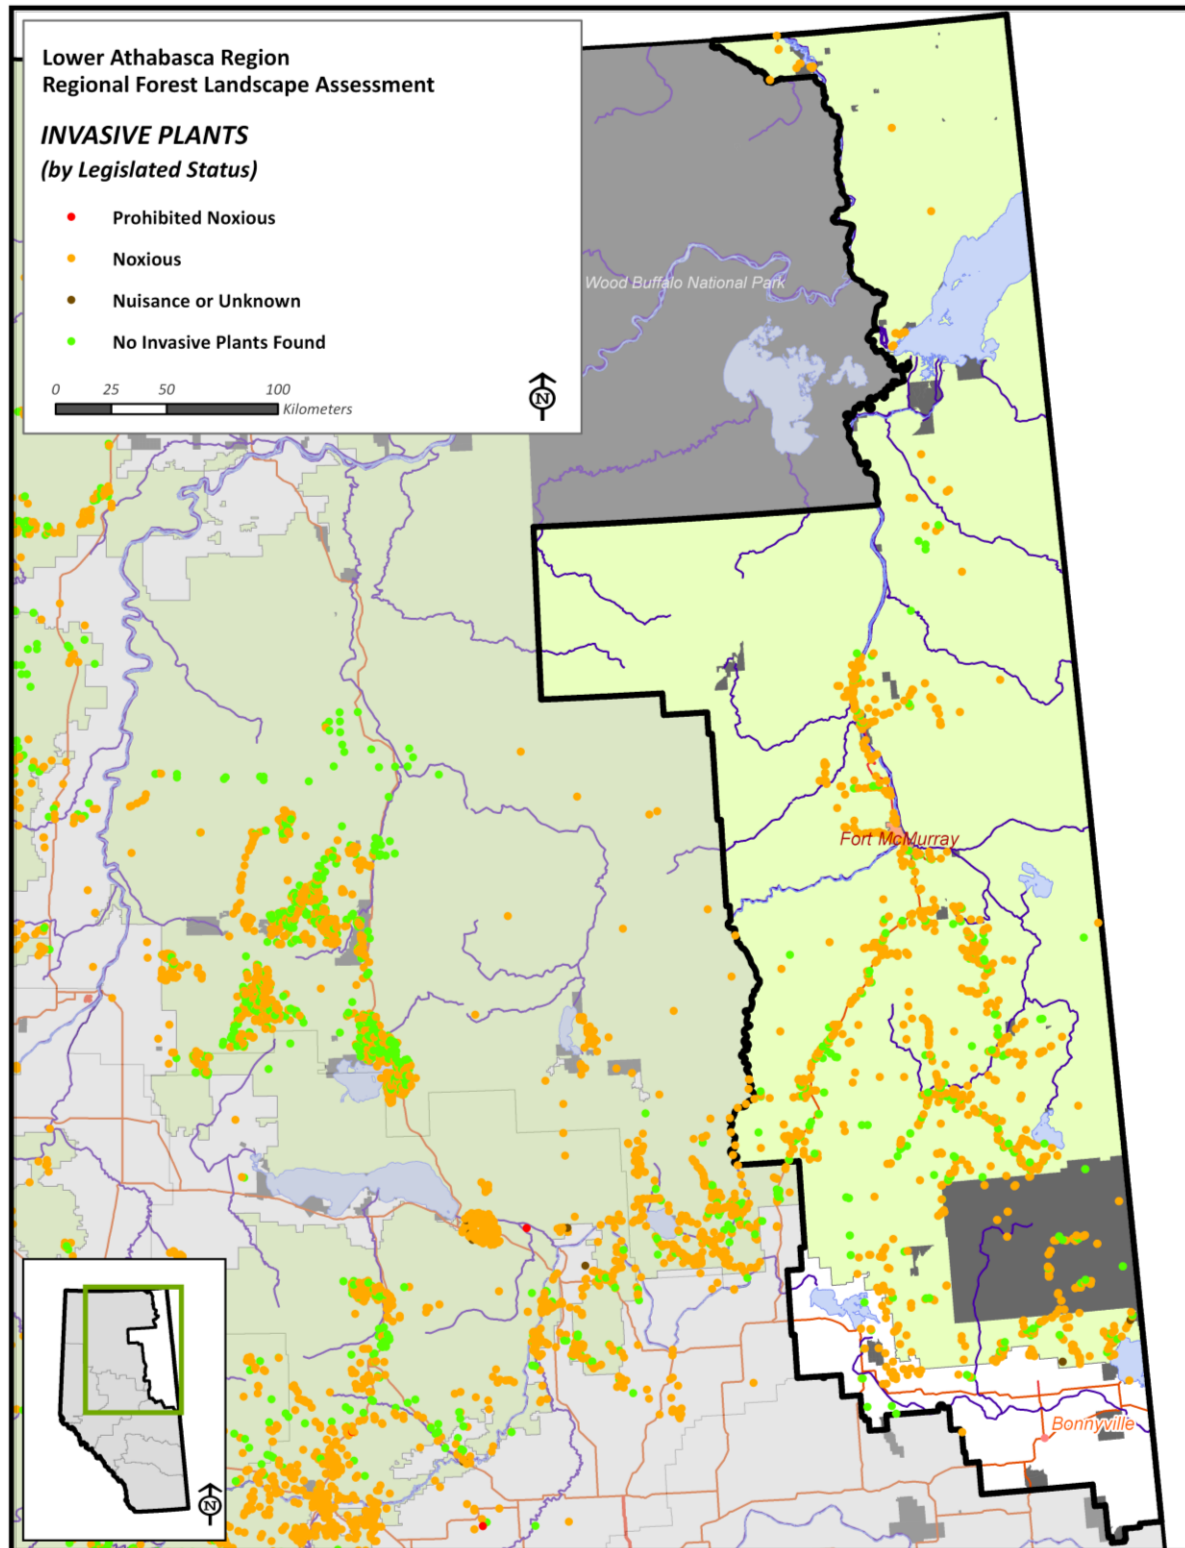 Lower Athabasca Region
Regional Forest Landscape Assessment
INVASIVE PLANTS
(by Legislated Status)
Prohibited Noxious
Noxious
Nuisance or Unknown
No Invasive Plants Found
0 25 50 100
Kilometers
N
Wood Buffalo National Park
Fort McMurray
Bonnyville
N